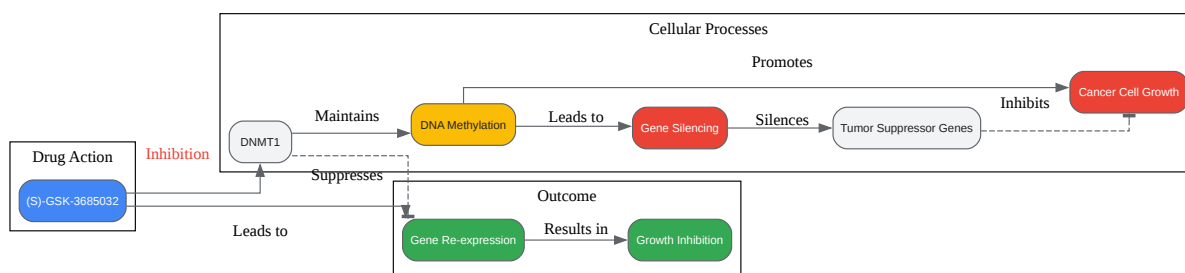 Cellular Processes
Promotes
Cancer Cell Growth
Inhibits
Maintains
DNA Methylation
Leads to
Gene Silencing
Silences
Tumor Suppressor Genes
DNMT1
Drug Action
Inhibition
(S)-GSK-3685032
Suppresses
Leads to
Outcome
Gene Re-expression
Results in
Growth Inhibition